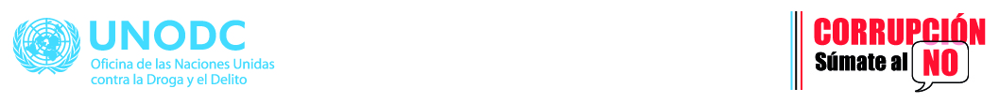 UNODC
Oficina de las Naciones Unidas
contra la Droga y el Delito
CORRUPCIÓN
Súmate al NO